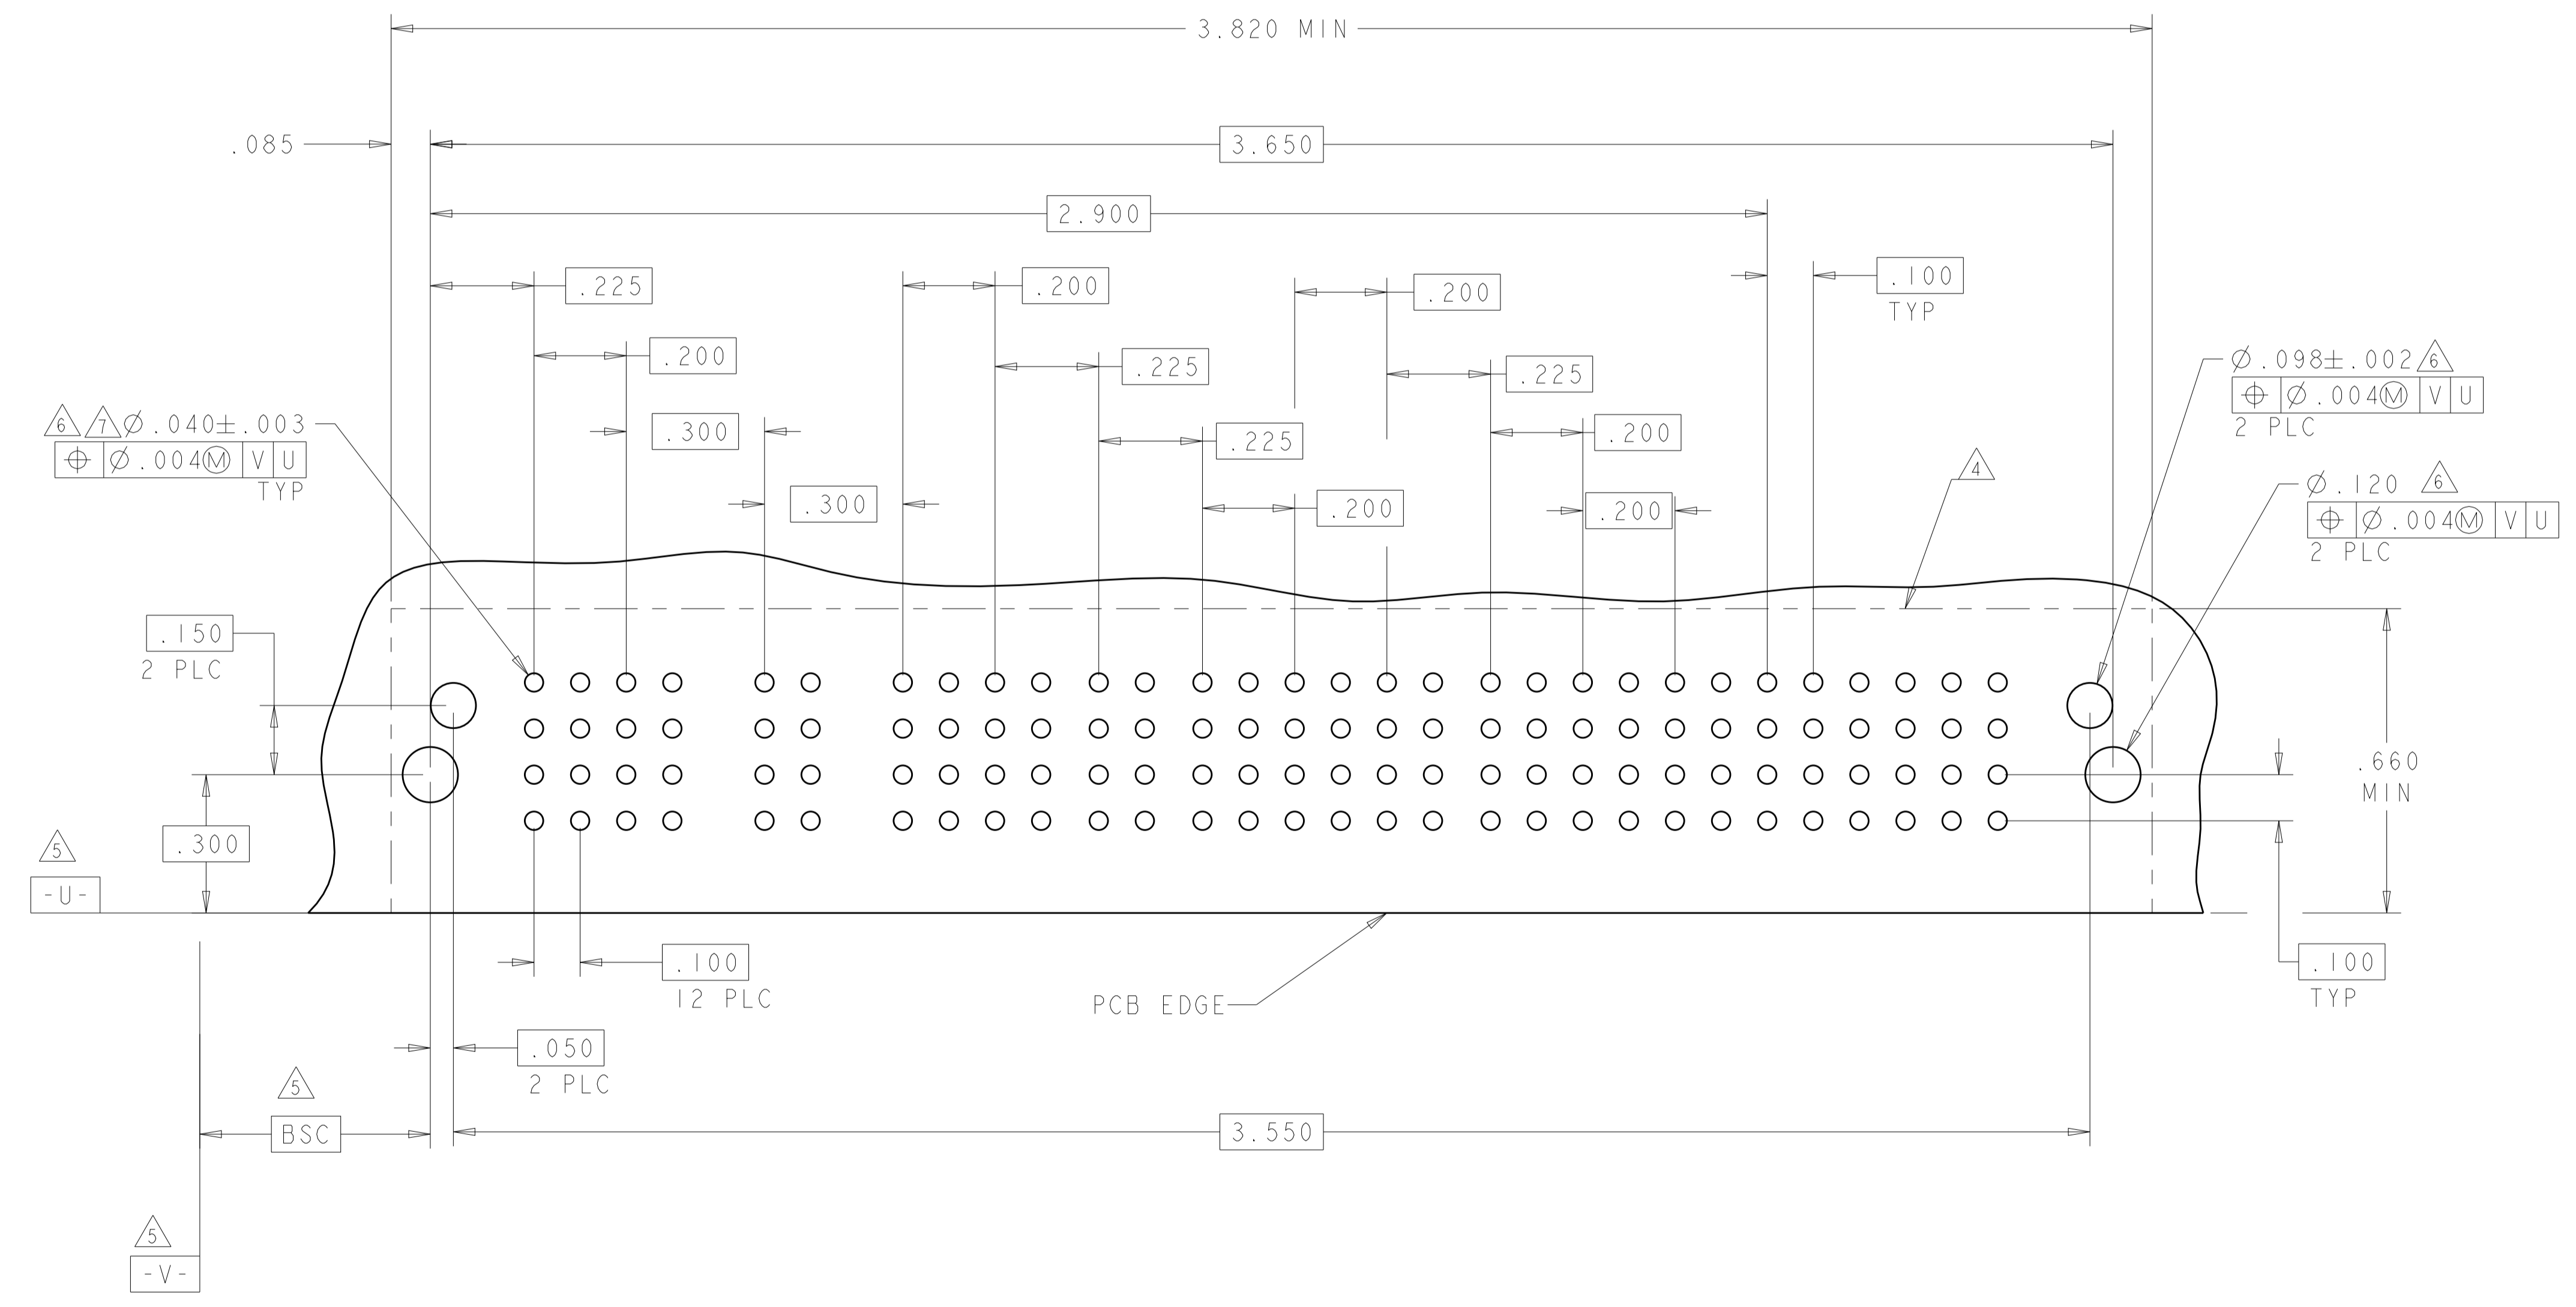 3.820 MIN
.085
3.650
2.900
.225
.200
.200
.100
TYP
.200
.225
.225
.300
.225
.200
.300
.200
.200
6 7 Ø.040±.003
⌖ Ø.004Ⓜ V U
TYP
Ø.098±.002 6
⌖ Ø.004Ⓜ V U
2 PLC
4
Ø.120 6
⌖ Ø.004Ⓜ V U
2 PLC
.150
2 PLC
.660
MIN
.300
5
-U-
.100
12 PLC
.100
TYP
PCB EDGE
.050
2 PLC
5
BSC
3.550
5
-V-